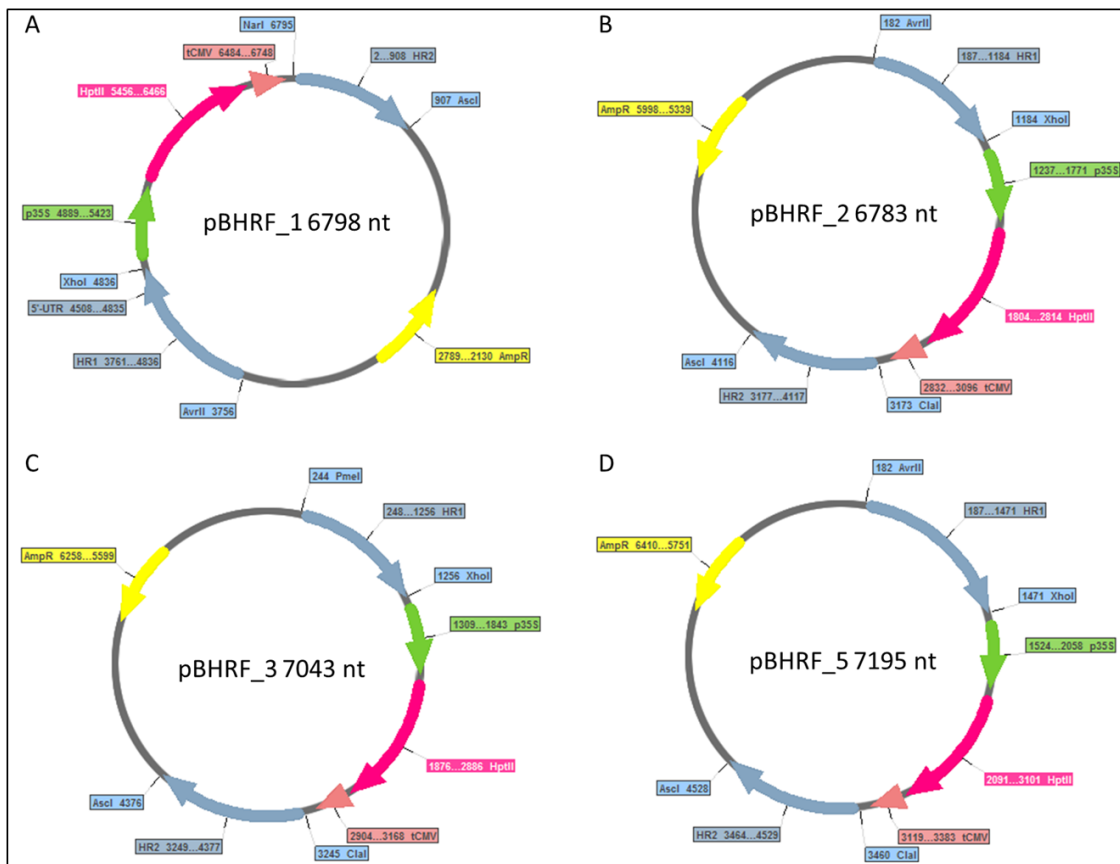 A
NarI 6795
tCMV 6484...6748
2...908 HR2
HptII 5456...6466
907 AscI
p35S 4889...5423
pBHRF_1 6798 nt
XhoI 4836
5'-UTR 4508...4835
HR1 3761...4836
2789...2130 AmpR
AvrII 3756
B
182 AvrII
187...1184 HR1
AmpR 5998...5339
1184 XhoI
1237...1771 p35S
pBHRF_2 6783 nt
1804...2814 HptII
AscI 4116
2832...3096 tCMV
HR2 3177...4117
3173 ClaI
C
244 PmeI
248...1256 HR1
AmpR 6258...5599
1256 XhoI
1309...1843 p35S
pBHRF_3 7043 nt
1876...2886 HptII
AscI 4376
2904...3168 tCMV
HR2 3249...4377
3245 ClaI
D
182 AvrII
187...1471 HR1
AmpR 6410...5751
1471 XhoI
1524...2058 p35S
pBHRF_5 7195 nt
2091...3101 HptII
AscI 4528
3119...3383 tCMV
HR2 3464...4529
3460 ClaI